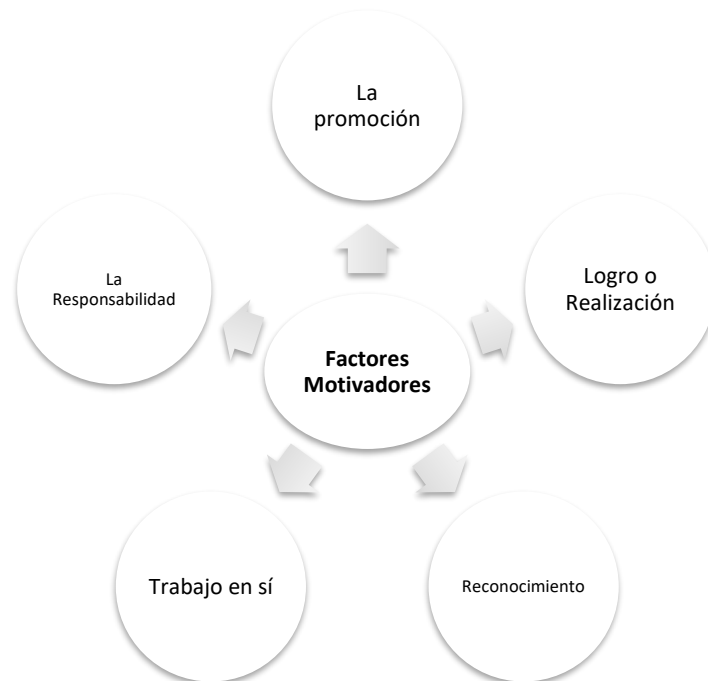 La
promoción
Logro o
Realización
La
Responsabilidad
Factores
Motivadores
Trabajo en sí
Reconocimiento